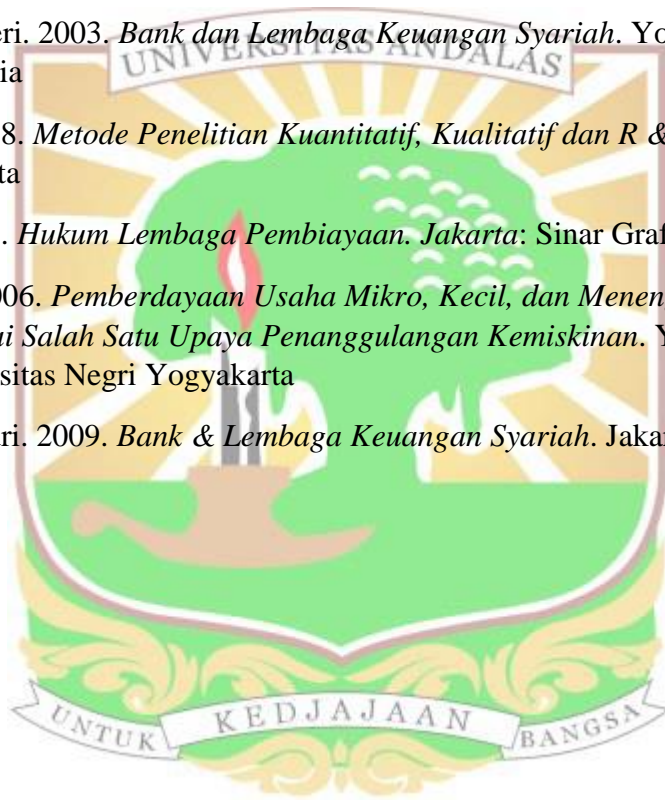 eri. 2003. Bank dan Lembaga Keuangan Syariah. Yo
UNIVERSITAS ANDALAS
ia
8. Metode Penelitian Kuantitatif, Kualitatif dan R &
ta
. Hukum Lembaga Pembiayaan. Jakarta: Sinar Graf
006. Pemberdayaan Usaha Mikro, Kecil, dan Menen
ui Salah Satu Upaya Penanggulangan Kemiskinan. Y
sitas Negri Yogyakarta
ari. 2009. Bank & Lembaga Keuangan Syariah. Jakar
UNTUK KEDJAJAAN BANGSA